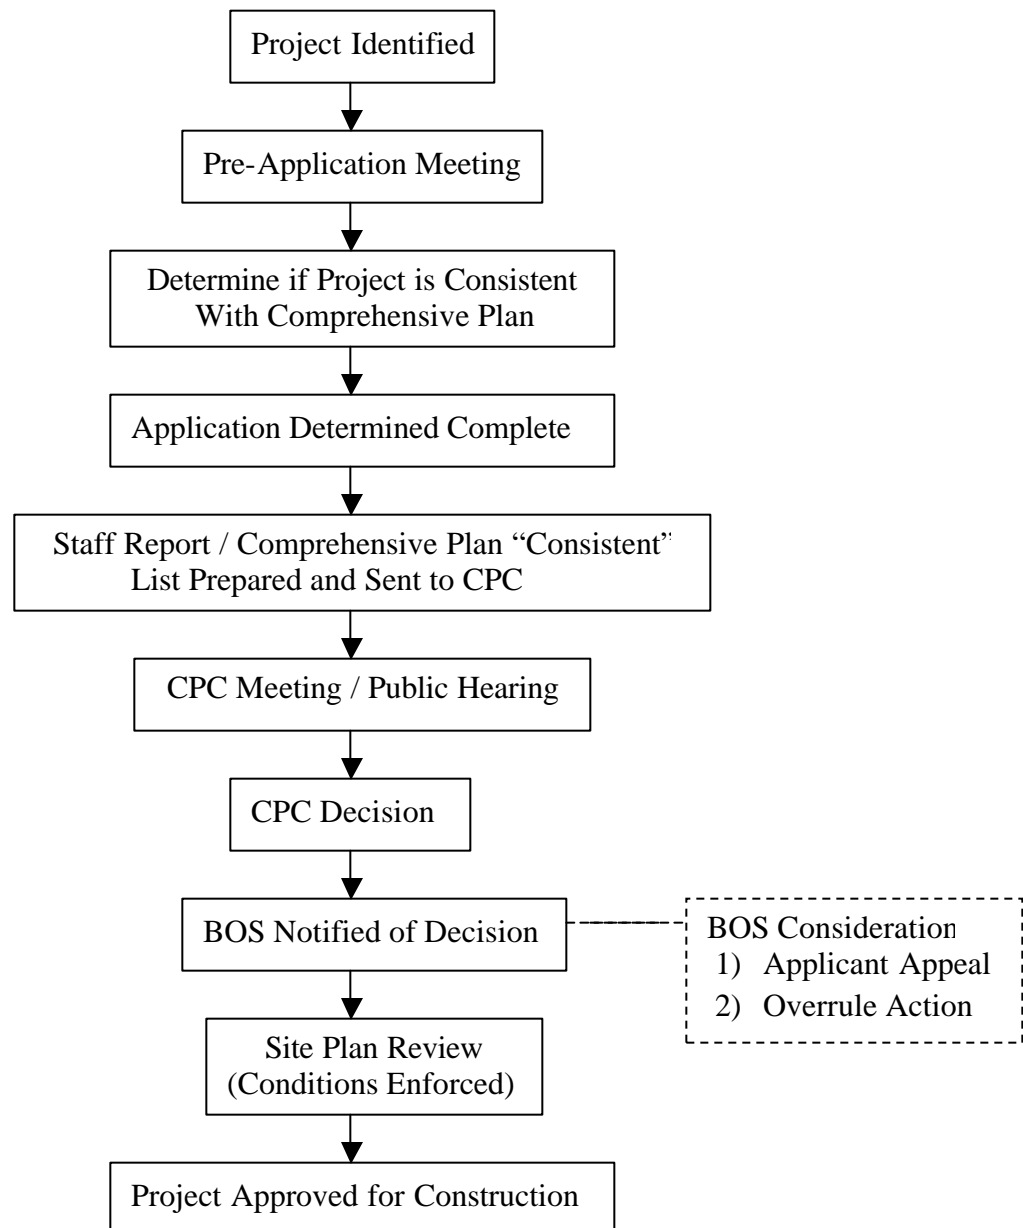 Project Identified
Pre-Application Meeting
Determine if Project is Consistent
With Comprehensive Plan
Application Determined Complete
Staff Report / Comprehensive Plan “Consistent”
List Prepared and Sent to CPC
CPC Meeting / Public Hearing
CPC Decision
BOS Notified of Decision
BOS Consideration
1) Applicant Appeal
2) Overrule Action
Site Plan Review
(Conditions Enforced)
Project Approved for Construction